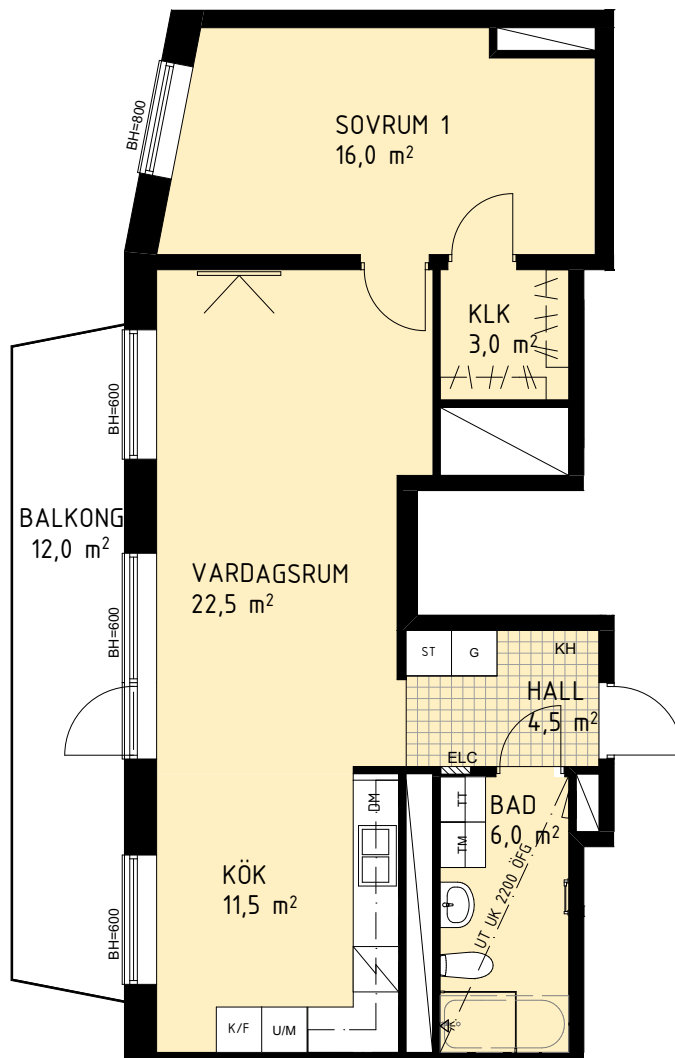 BH=800
SOVRUM 1
16,0 m²
KLK
3,0 m²
BH=600
BALKONG
12,0 m²
VARDAGSRUM
22,5 m²
BH=600
ST
G
KH
HALL
4,5 m²
ELC
DM
TT
BAD
6,0 m²
TM
KÖK
11,5 m²
UT UK 2200 ÖFG
BH=600
K/F
U/M